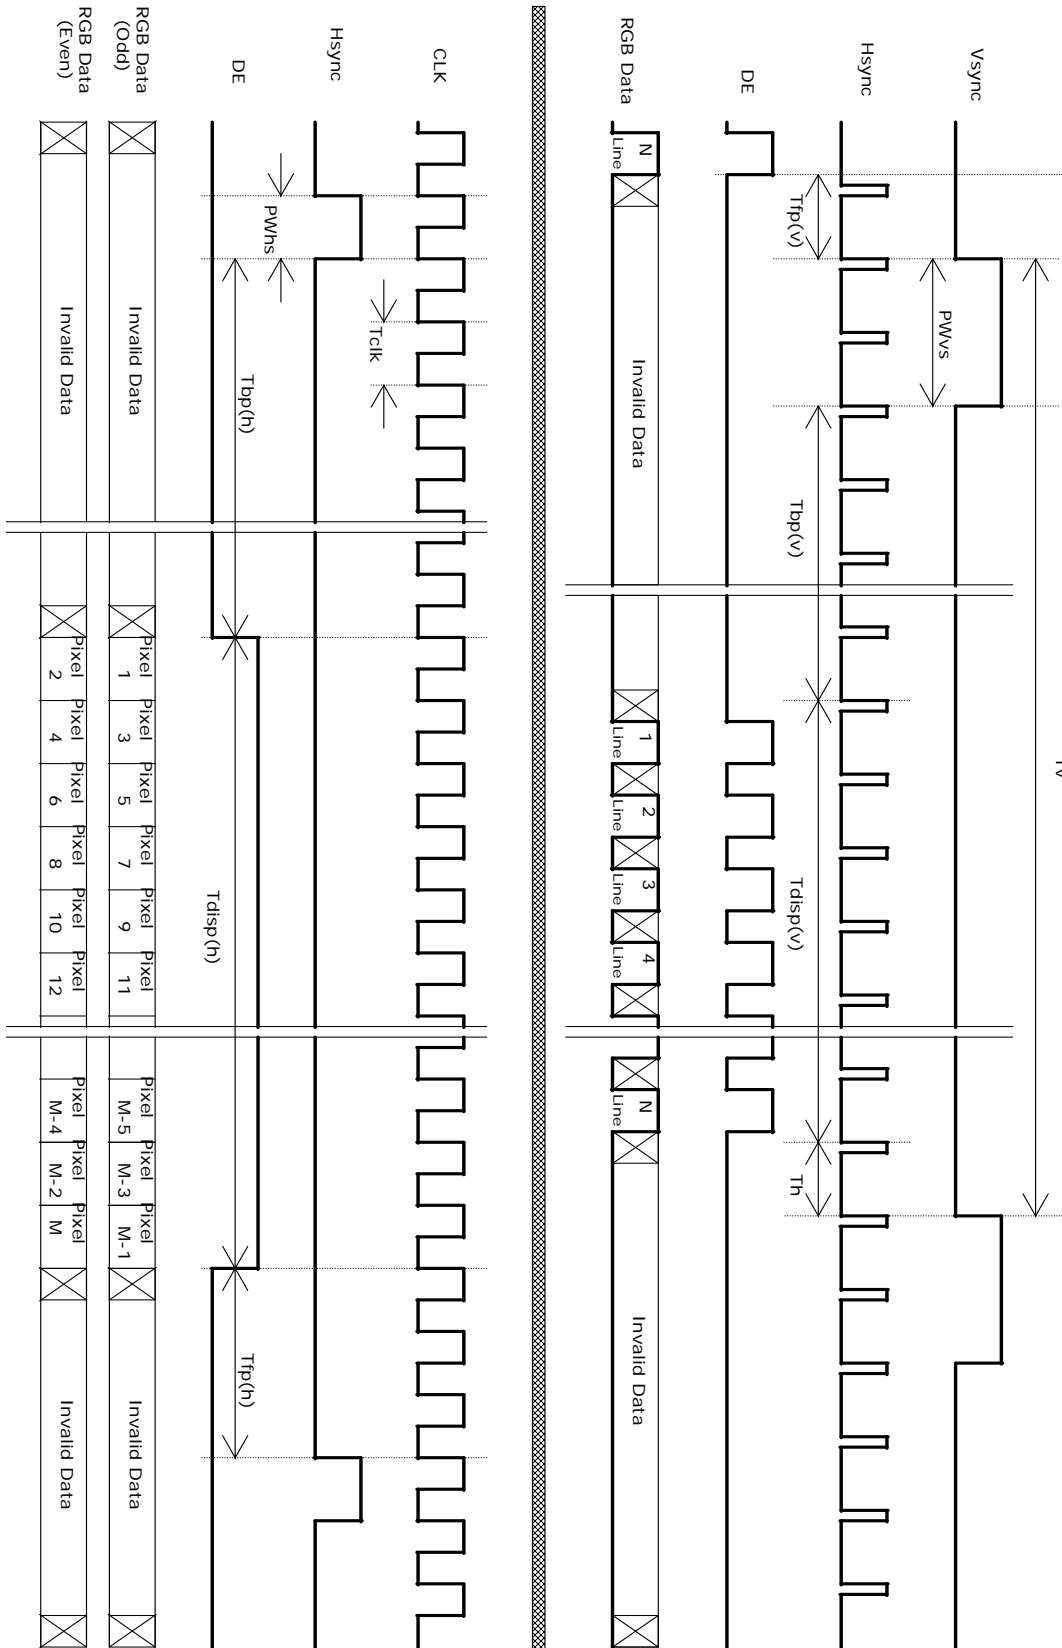 Tv
Vsync
PWvs
Hsync
Tfp(v)
Tbp(v)
Tdisp(v)
Th
DE
RGB Data
N
Line
Invalid Data
1
Line
2
Line
3
Line
4
Line
N
Line
Invalid Data
CLK
Tclk
Hsync
PWhs
DE
Tbp(h)
Tdisp(h)
Tfp(h)
RGB Data
(Odd)
Invalid Data
Pixel
1
Pixel
3
Pixel
5
Pixel
7
Pixel
9
Pixel
11
Pixel
M-5
Pixel
M-3
Pixel
M-1
Invalid Data
RGB Data
(Even)
Invalid Data
Pixel
2
Pixel
4
Pixel
6
Pixel
8
Pixel
10
Pixel
12
Pixel
M-4
Pixel
M-2
Pixel
M
Invalid Data